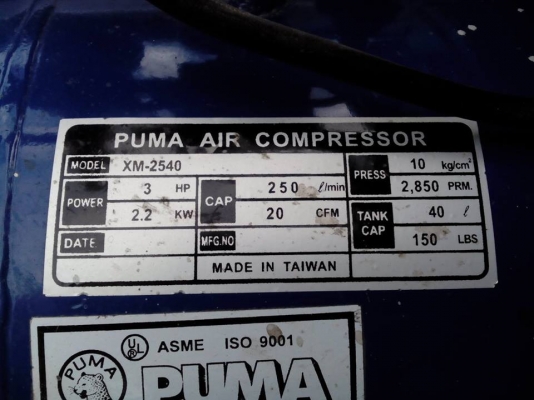 PUMA AIR COMPRESSOR
MODEL XM-2540 PRESS 10 kg/cm²
POWER 3 HP CAP 250 ℓ/min 2,850 PRM.
2.2 KW 20 CFM TANK CAP 40 ℓ
DATE MFG.NO 150 LBS
MADE IN TAIWAN
UL ASME ISO 9001
PUMA PUMA